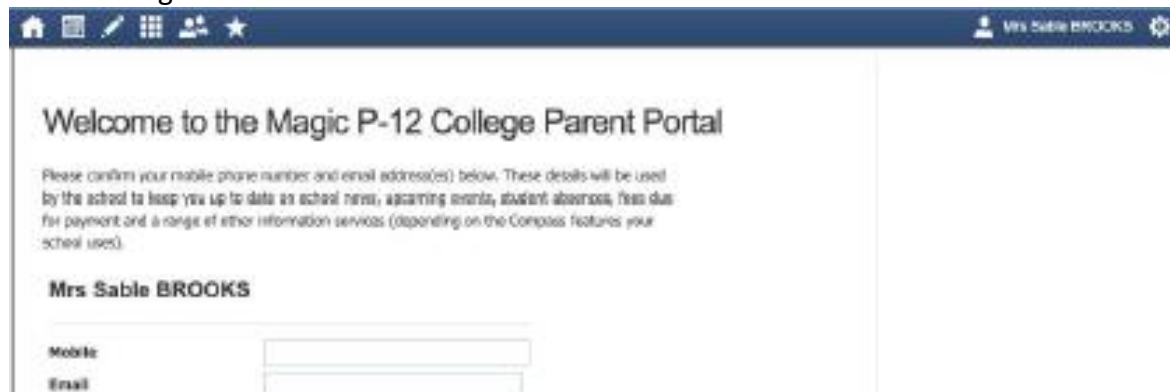 Mrs Sable BROOKS
Welcome to the Magic P-12 College Parent Portal
Please confirm your mobile phone number and email address(es) below. These details will be used
by the school to keep you up to date on school news, upcoming events, student absences, fees due
for payment and a range of other information services (depending on the Compass features your
school uses).
Mrs Sable BROOKS
Mobile
Email